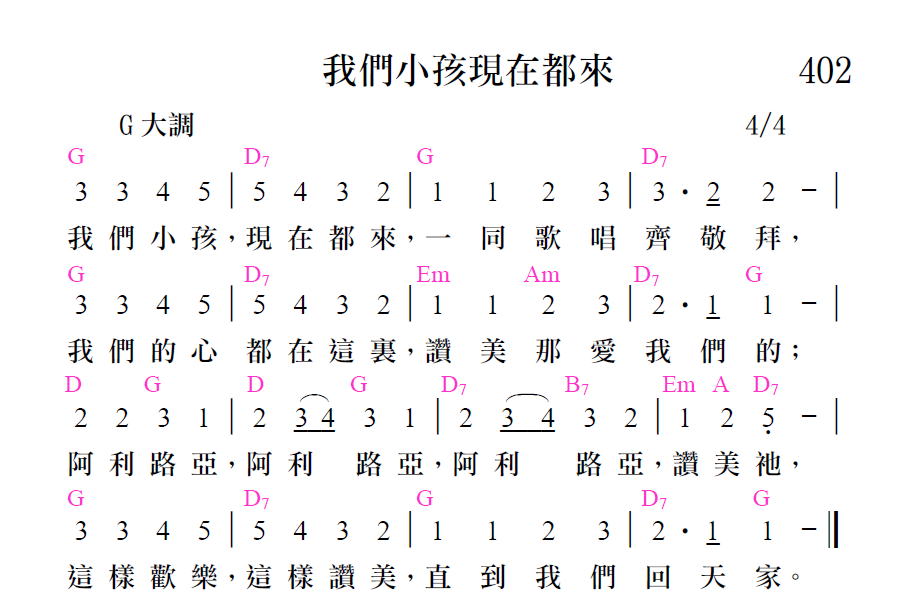 我們小孩現在都來 402
G 大調 4/4
G D7 G D7
3 3 4 5 | 5 4 3 2 | 1 1 2 3 | 3 · 2 2 − |
我們小孩，現在都來，一同歌唱齊敬拜，
G D7 Em Am D7 G
3 3 4 5 | 5 4 3 2 | 1 1 2 3 | 2 · 1 1 − |
我們的心都在這裏，讚美那愛我們的；
D G D G D7 B7 Em A D7
2 2 3 1 | 2 3 4 3 1 | 2 3 4 3 2 | 1 2 5 − |
阿利路亞，阿利路亞，阿利路亞，讚美祂，
G D7 G D7 G
3 3 4 5 | 5 4 3 2 | 1 1 2 3 | 2 · 1 1 − ‖
這樣歡樂，這樣讚美，直到我們回天家。